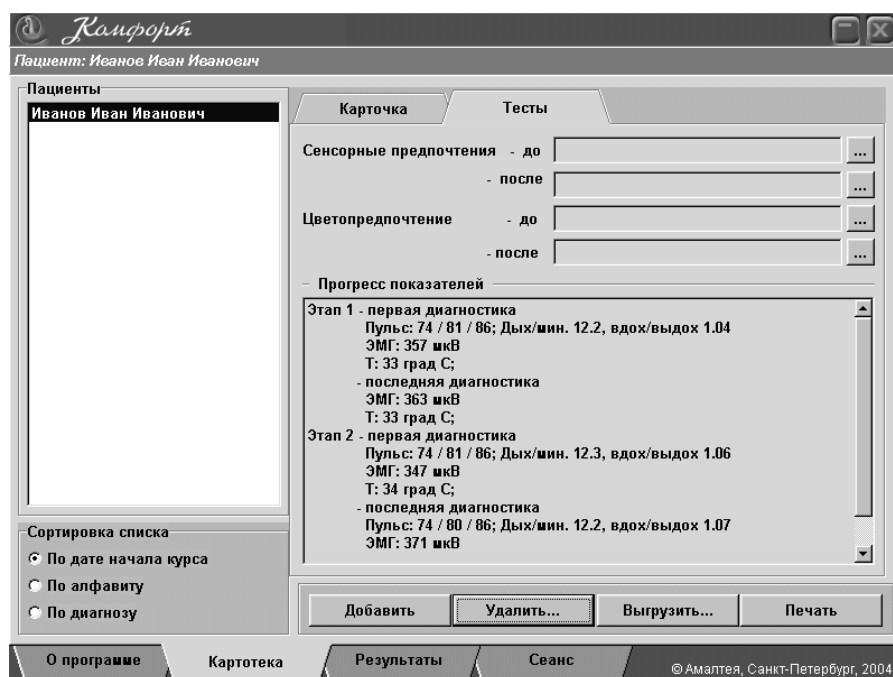 Комфорт
Пациент: Иванов Иван Иванович
Пациенты
Иванов Иван Иванович
Сортировка списка
По дате начала курса
По алфавиту
По диагнозу
Карточка Тесты
Сенсорные предпочтения - до ...
- после ...
Цветопредпочтение - до ...
- после ...
Прогресс показателей
Этап 1 - первая диагностика
Пульс: 74 / 81 / 86; Дых/мин. 12.2, вдох/выдох 1.04
ЭМГ: 357 мкВ
Т: 33 град С;
- последняя диагностика
ЭМГ: 363 мкВ
Т: 33 град С;
Этап 2 - первая диагностика
Пульс: 74 / 81 / 86; Дых/мин. 12.3, вдох/выдох 1.06
ЭМГ: 347 мкВ
Т: 34 град С;
- последняя диагностика
Пульс: 74 / 80 / 86; Дых/мин. 12.2, вдох/выдох 1.07
ЭМГ: 371 мкВ
Добавить Удалить... Выгрузить... Печать
О программе Картотека Результаты Сеанс © Амалтея, Санкт-Петербург, 2004